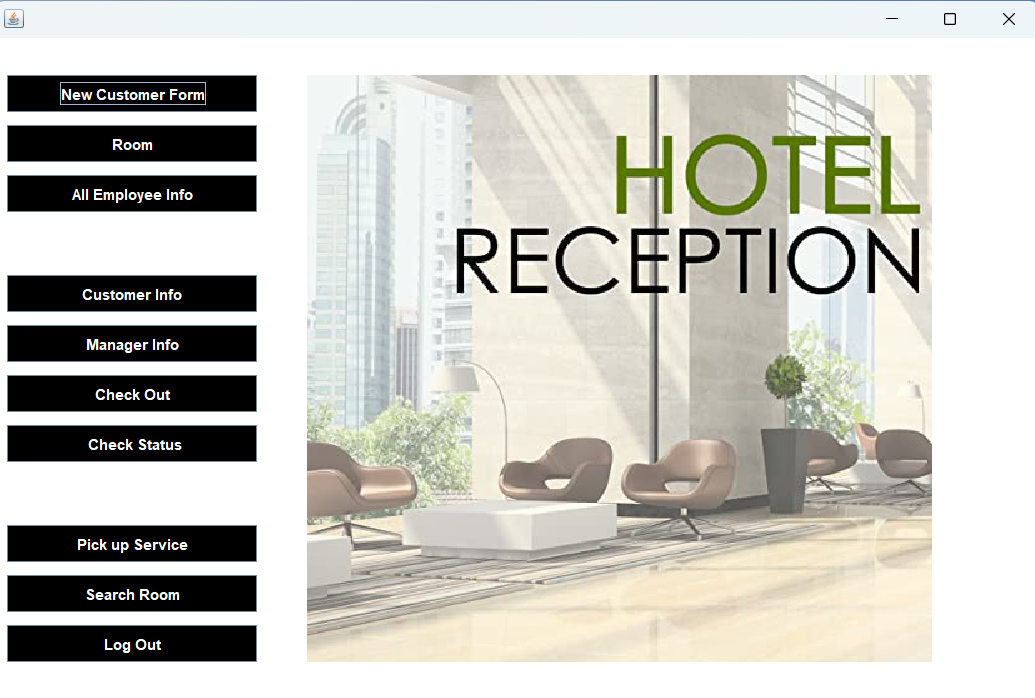 New Customer Form
Room
All Employee Info
Customer Info
Manager Info
Check Out
Check Status
Pick up Service
Search Room
Log Out
HOTEL
RECEPTION